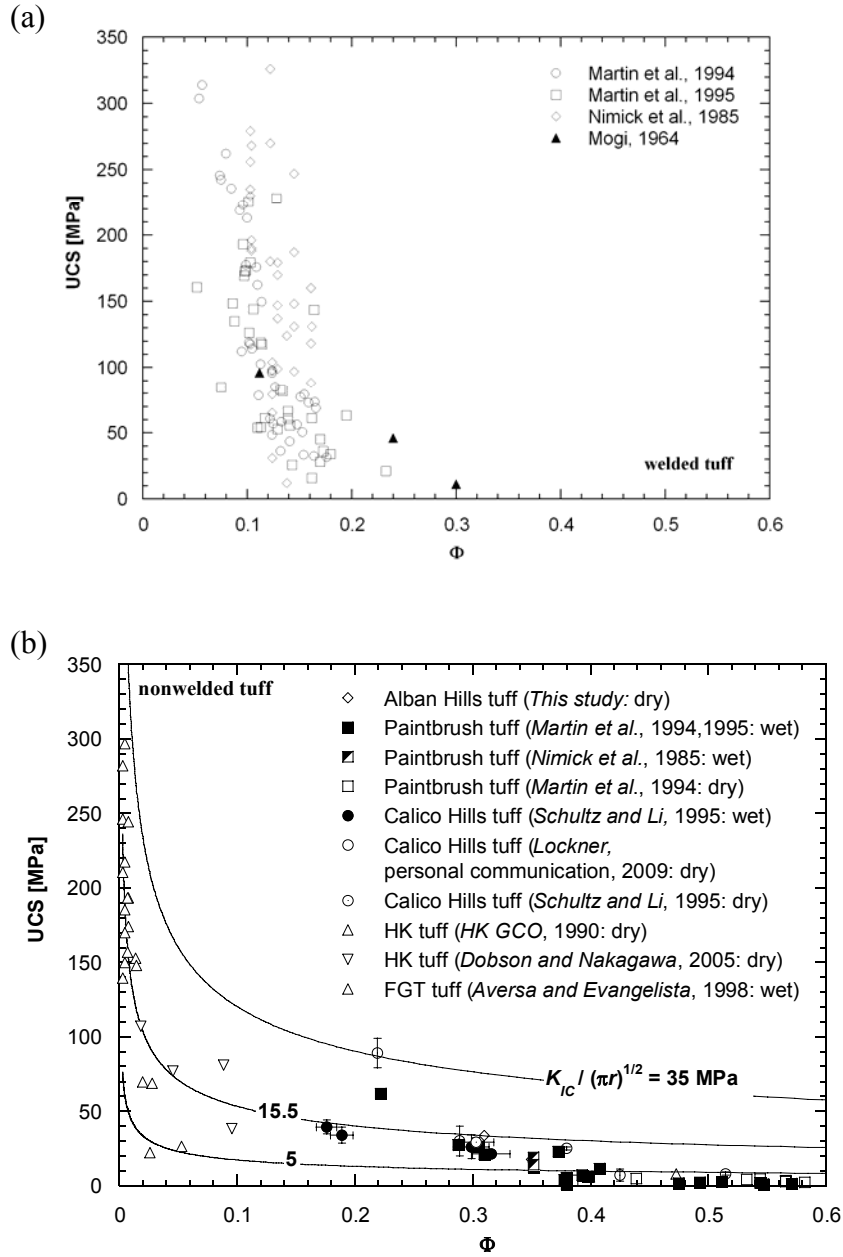 (a)
350
300
250
200
150
100
50
0
UCS [MPa]
Martin et al., 1994
Martin et al., 1995
Nimick et al., 1985
Mogi, 1964
welded tuff
0 0.1 0.2 0.3 0.4 0.5 0.6
Φ
(b)
350
300
250
200
150
100
50
0
UCS [MPa]
nonwelded tuff
Alban Hills tuff (This study: dry)
Paintbrush tuff (Martin et al., 1994,1995: wet)
Paintbrush tuff (Nimick et al., 1985: wet)
Paintbrush tuff (Martin et al., 1994: dry)
Calico Hills tuff (Schultz and Li, 1995: wet)
Calico Hills tuff (Lockner,
personal communication, 2009: dry)
Calico Hills tuff (Schultz and Li, 1995: dry)
HK tuff (HK GCO, 1990: dry)
HK tuff (Dobson and Nakagawa, 2005: dry)
FGT tuff (Aversa and Evangelista, 1998: wet)
K_IC / (πr)^1/2 = 35 MPa
15.5
5
0 0.1 0.2 0.3 0.4 0.5 0.6
Φ